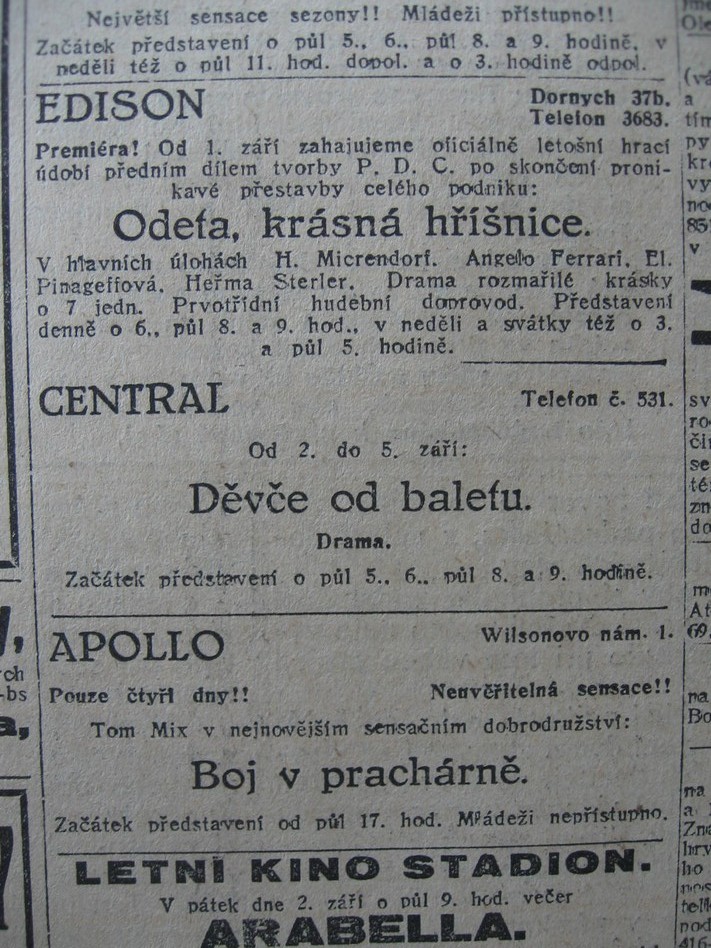 Největší sensace sezony!! Mládeži přístupno!!
Začátek představení o půl 5., 6., půl 8. a 9. hodině, v
neděli též o půl 11. hod. dopol. a o 3. hodině odpol.
EDISON
Dornych 37b.
Telefon 3683.
Premiéra! Od 1. září zahajujeme oficiálně letošní hrací
údobí předním dílem tvorby P. D. C. po skončení proni-
kavé přestavby celého podniku:
Odeta, krásná hříšnice.
V hlavních úlohách H. Micrendorf. Angelo Ferrari, El.
Pinageffová, Heřma Sterler. Drama rozmařilé krásky
o 7 jedn. Prvotřídní hudební doprovod. Představení
denně o 6., půl 8. a 9. hod., v neděli a svátky též o 3.
a půl 5. hodině.
CENTRAL
Telefon č. 531.
Od 2. do 5. září:
Děvče od baletu.
Drama.
Začátek představení o půl 5., 6., půl 8. a 9. hodině.
APOLLO
Wilsonovo nám. 1.
Pouze čtyři dny!!
Neuvěřitelná sensace!!
Tom Mix v nejnovějším sensačním dobrodružství:
Boj v prachárně.
Začátek představení od půl 17. hod. Mládeži nepřístupno.
LETNÍ KINO STADION.
V pátek dne 2. září o půl 9. hod. večer
ARABELLA.